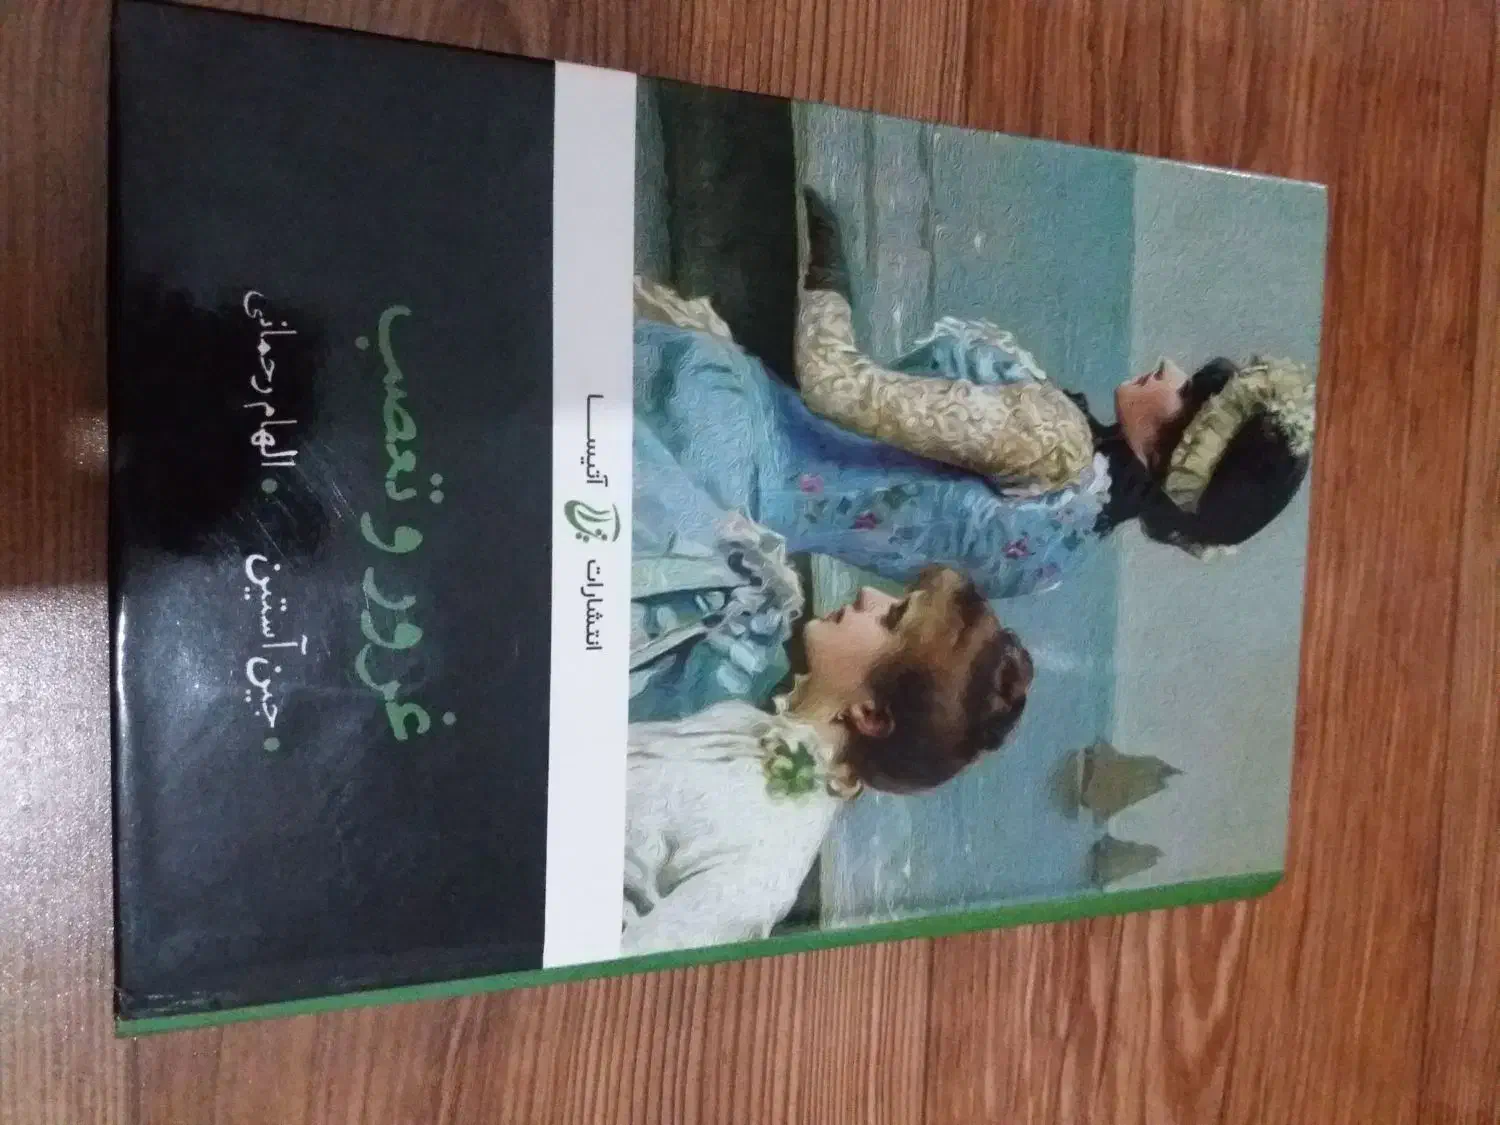 انتشارات آتیسا
غرور و تعصب
• جین آستین • الهام رحمانی